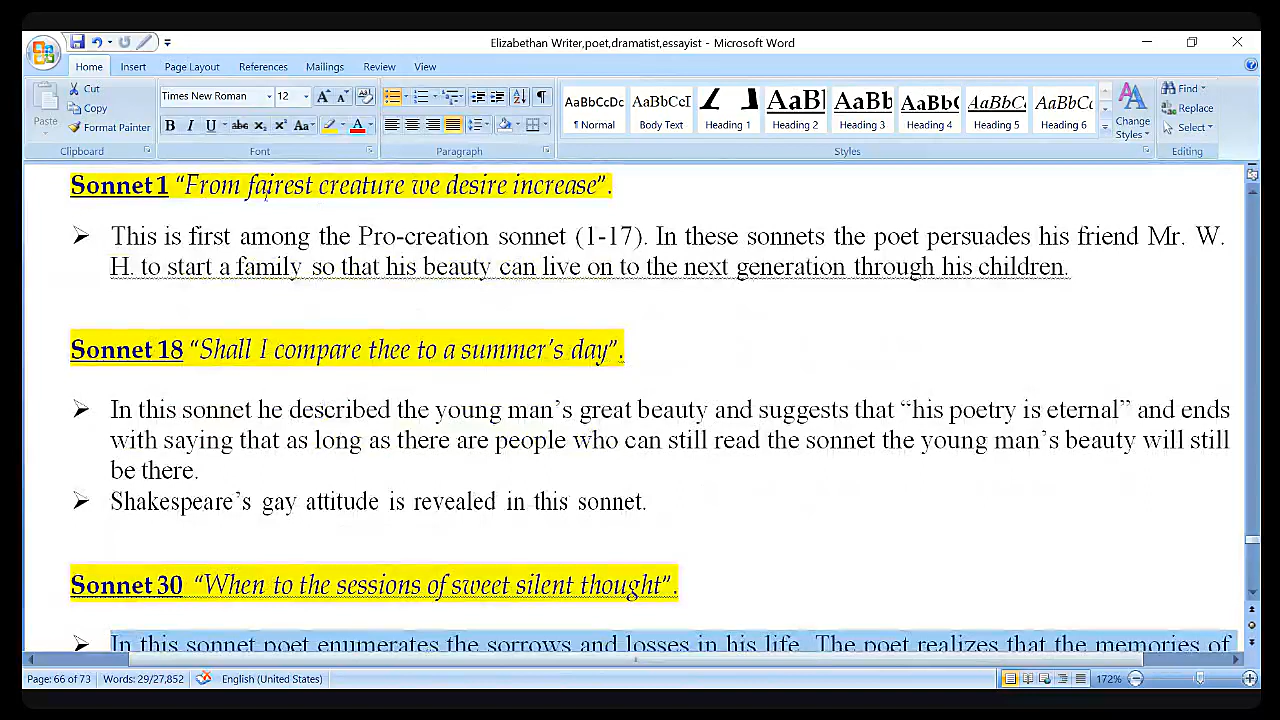 Elizabethan Writer,poet,dramatist,essayist - Microsoft Word
Home Insert Page Layout References Mailings Review View
Paste
Cut
Copy
Format Painter
Clipboard
Times New Roman 12
B I U abc X₂ X² Aa
Font
Paragraph
AaBbCcDc AaBbCcI AaB AaBb AaBbC AaBbC AaBbCc
¶ Normal Body Text Heading 1 Heading 2 Heading 3 Heading 4 Heading 5 Heading 6
Styles
Change Styles
Find
Replace
Select
Editing
Sonnet 1 “From fairest creature we desire increase”.
➢ This is first among the Pro-creation sonnet (1-17). In these sonnets the poet persuades his friend Mr. W.
H. to start a family so that his beauty can live on to the next generation through his children.
Sonnet 18 “Shall I compare thee to a summer’s day”.
➢ In this sonnet he described the young man’s great beauty and suggests that “his poetry is eternal” and ends
with saying that as long as there are people who can still read the sonnet the young man’s beauty will still
be there.
➢ Shakespeare’s gay attitude is revealed in this sonnet.
Sonnet 30 “When to the sessions of sweet silent thought”.
➢ In this sonnet poet enumerates the sorrows and losses in his life. The poet realizes that the memories of
Page: 66 of 73 Words: 29/27,852 English (United States) 172%